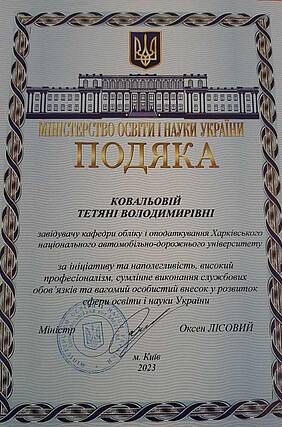 МІНІСТЕРСТВО ОСВІТИ І НАУКИ УКРАЇНИ
ПОДЯКА
КОВАЛЬОВІЙ
ТЕТЯНІ ВОЛОДИМИРІВНІ
завідувачу кафедри обліку і оподаткування Харківського
національного автомобільно-дорожнього університету
за ініціативу та наполегливість, високий
професіоналізм, сумлінне виконання службових
обов'язків та вагомий особистий внесок у розвиток
сфери освіти і науки України
Міністр Оксен ЛІСОВИЙ
м. Київ
2023